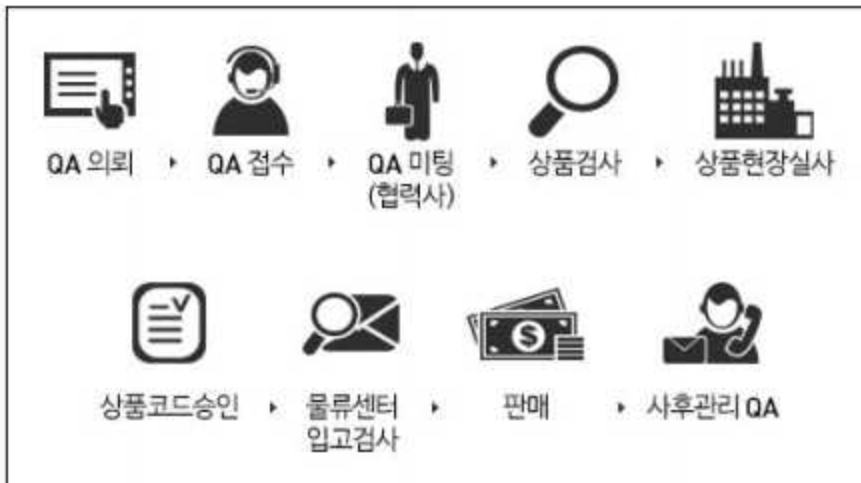 QA 의뢰 ▸ QA 접수 ▸ QA 미팅 ▸ 상품검사 ▸ 상품현장실사
(협력사)
상품코드승인 ▸ 물류센터 ▸ 판매 ▸ 사후관리 QA
입고검사